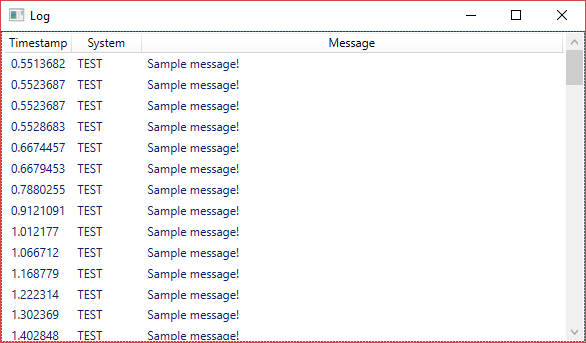 Log
Timestamp System Message
0.5513682 TEST Sample message!
0.5523687 TEST Sample message!
0.5523687 TEST Sample message!
0.5528683 TEST Sample message!
0.6674457 TEST Sample message!
0.6679453 TEST Sample message!
0.7880255 TEST Sample message!
0.9121091 TEST Sample message!
1.012177 TEST Sample message!
1.066712 TEST Sample message!
1.168779 TEST Sample message!
1.222314 TEST Sample message!
1.302369 TEST Sample message!
1.402848 TEST Sample message!